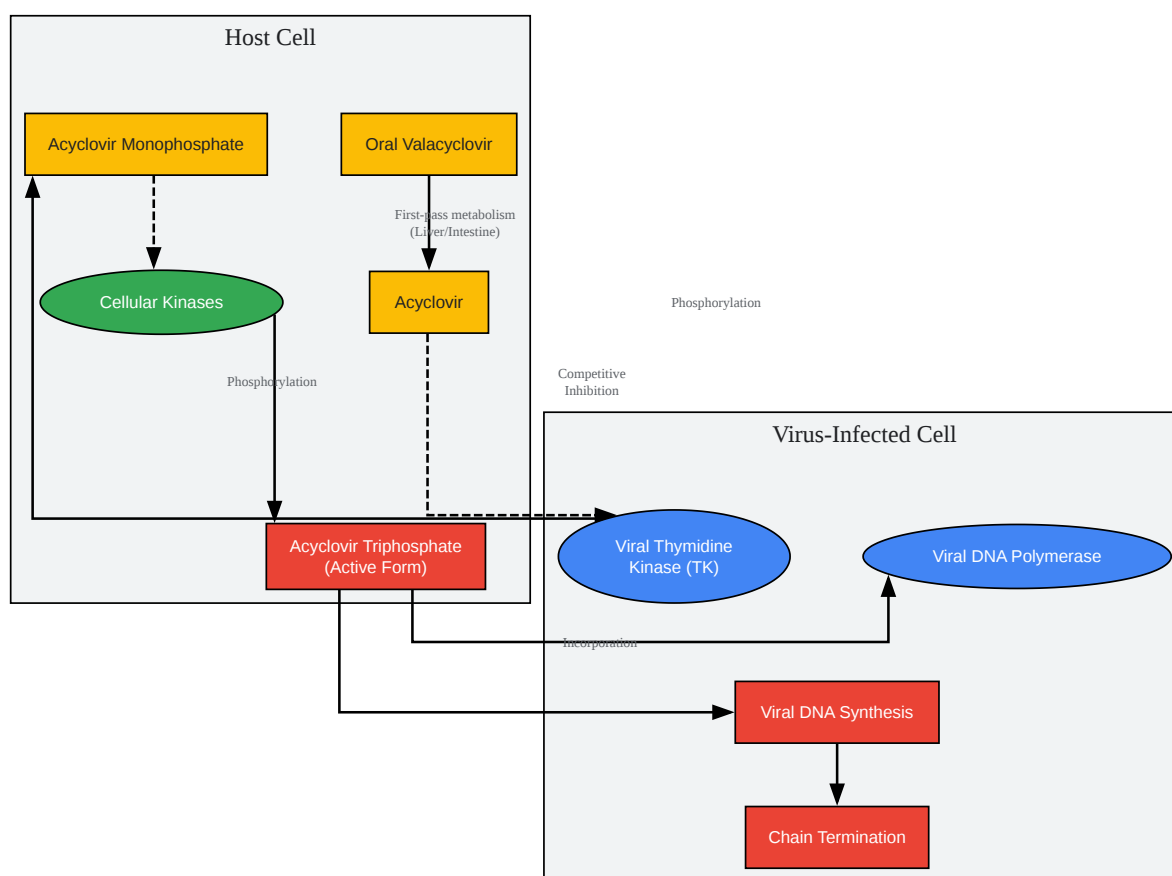 Host Cell
Acyclovir Monophosphate
Oral Valacyclovir
First-pass metabolism
(Liver/Intestine)
Cellular Kinases
Acyclovir
Phosphorylation
Phosphorylation
Competitive
Inhibition
Virus-Infected Cell
Acyclovir Triphosphate
(Active Form)
Viral Thymidine
Kinase (TK)
Viral DNA Polymerase
Incorporation
Viral DNA Synthesis
Chain Termination